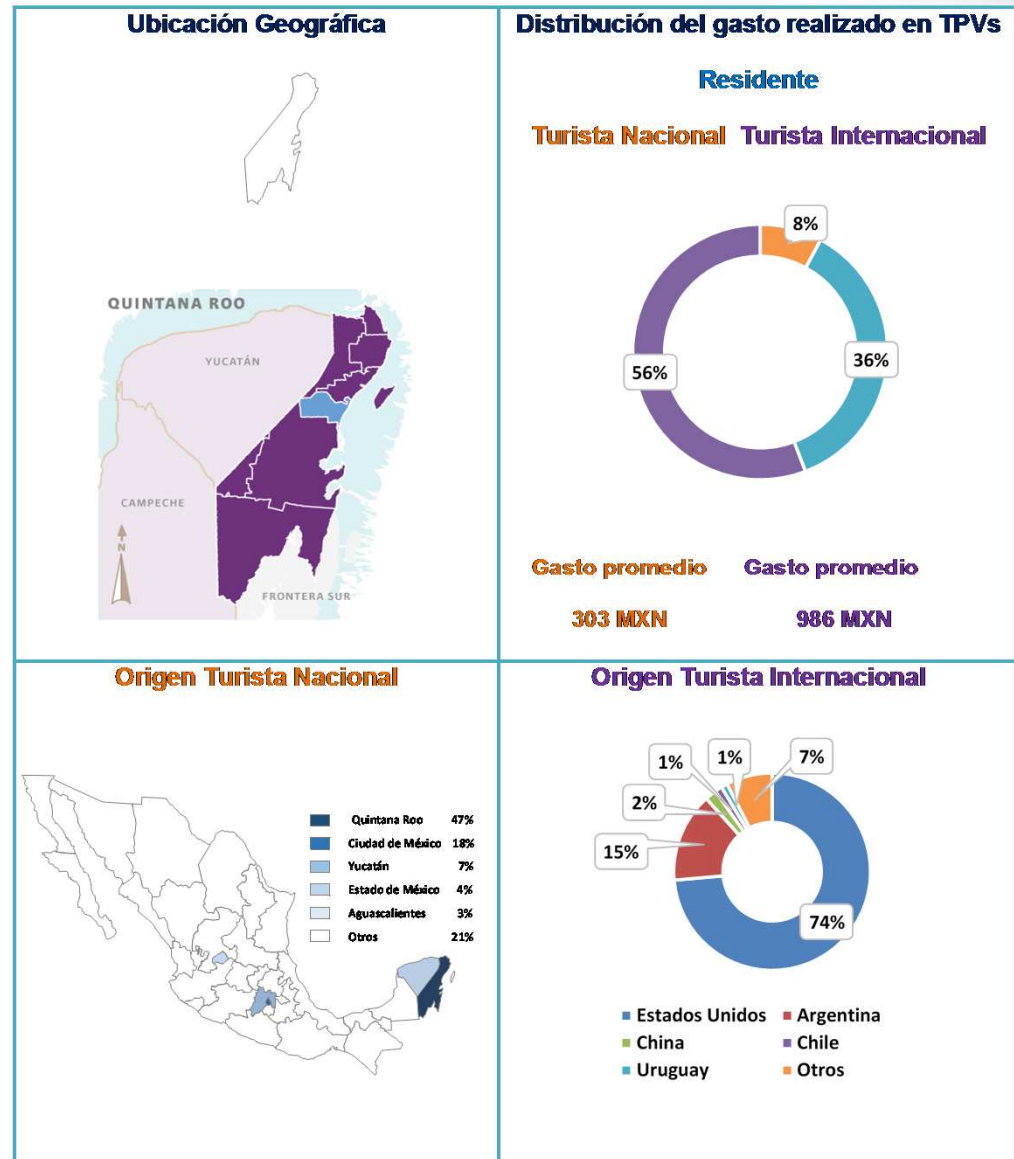 Ubicación Geográfica
QUINTANA ROO
YUCATÁN
CAMPECHE
N
FRONTERA SUR
Distribución del gasto realizado en TPVs
Residente
Turista Nacional Turista Internacional
8%
36%
56%
Gasto promedio Gasto promedio
303 MXN 986 MXN
Origen Turista Nacional
Quintana Roo 47%
Ciudad de México 18%
Yucatán 7%
Estado de México 4%
Aguascalientes 3%
Otros 21%
Origen Turista Internacional
1% 1% 7%
2%
15%
74%
Estados Unidos Argentina
China Chile
Uruguay Otros